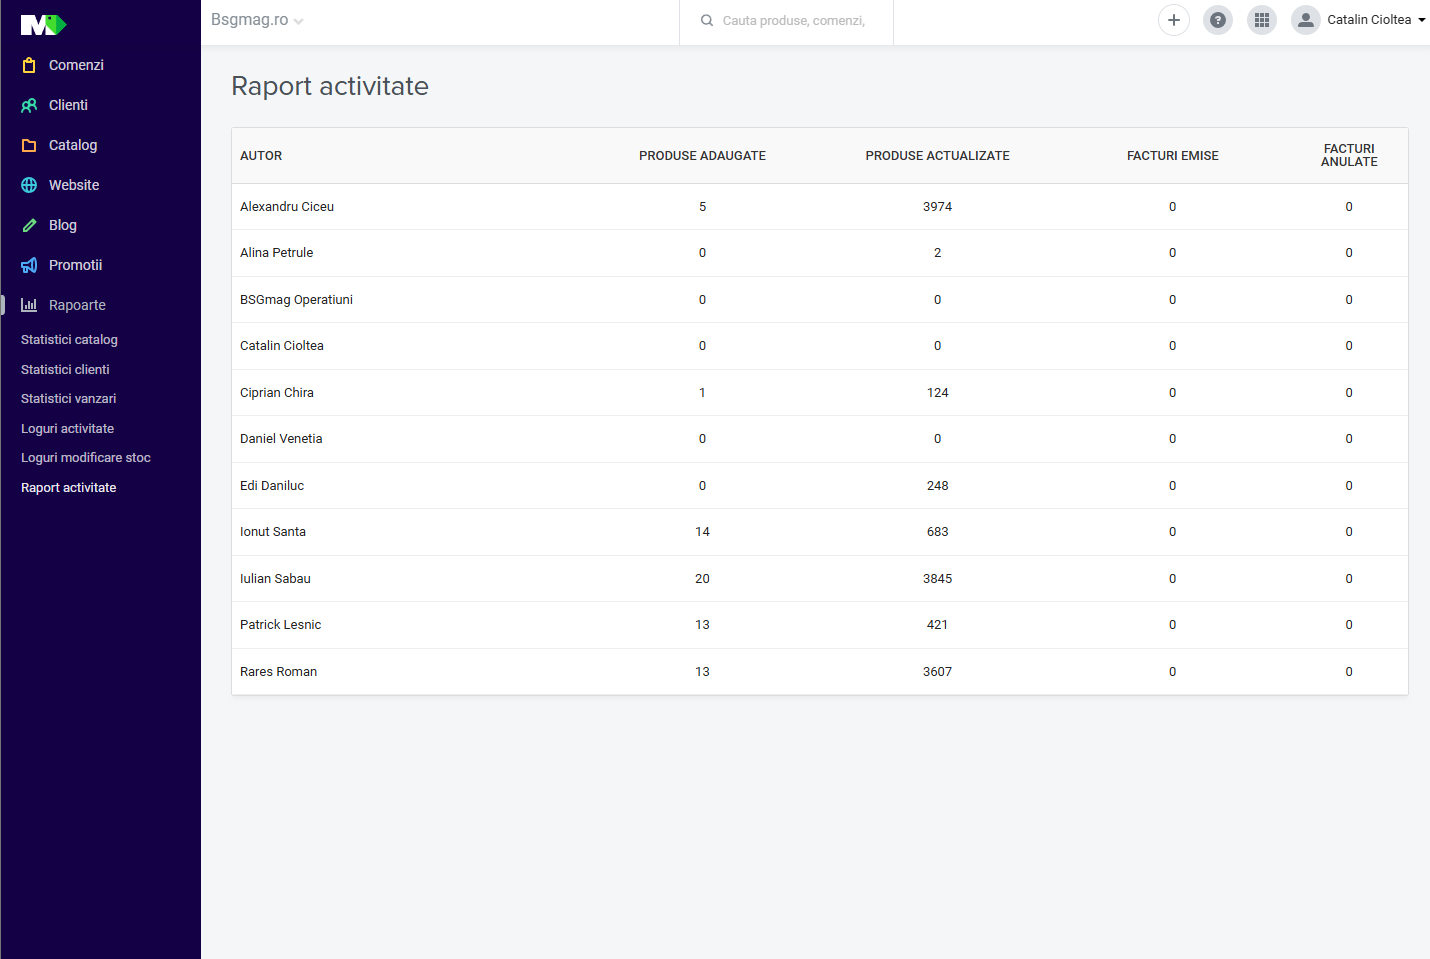 Bsgmag.ro
Cauta produse, comenzi,
Catalin Cioltea
Comenzi
Clienti
Catalog
Website
Blog
Promotii
Rapoarte
Statistici catalog
Statistici clienti
Statistici vanzari
Loguri activitate
Loguri modificare stoc
Raport activitate
Raport activitate
AUTOR PRODUSE ADAUGATE PRODUSE ACTUALIZATE FACTURI EMISE FACTURI ANULATE
Alexandru Ciceu 5 3974 0 0
Alina Petrule 0 2 0 0
BSGmag Operatiuni 0 0 0 0
Catalin Cioltea 0 0 0 0
Ciprian Chira 1 124 0 0
Daniel Venetia 0 0 0 0
Edi Daniluc 0 248 0 0
Ionut Santa 14 683 0 0
Iulian Sabau 20 3845 0 0
Patrick Lesnic 13 421 0 0
Rares Roman 13 3607 0 0